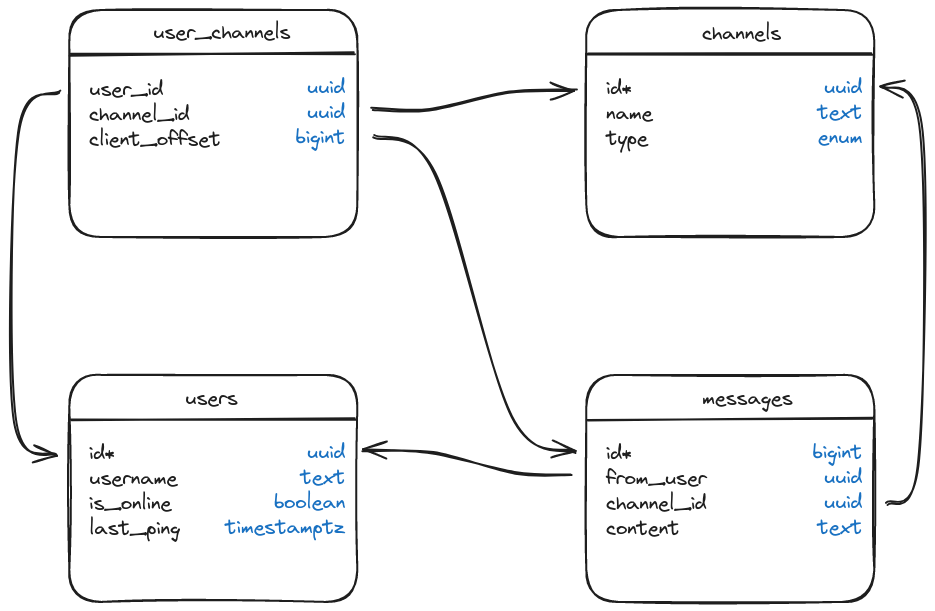 user_channels
user_id uuid
channel_id uuid
client_offset bigint
channels
id* uuid
name text
type enum
users
id* uuid
username text
is_online boolean
last_ping timestamptz
messages
id* bigint
from_user uuid
channel_id uuid
content text